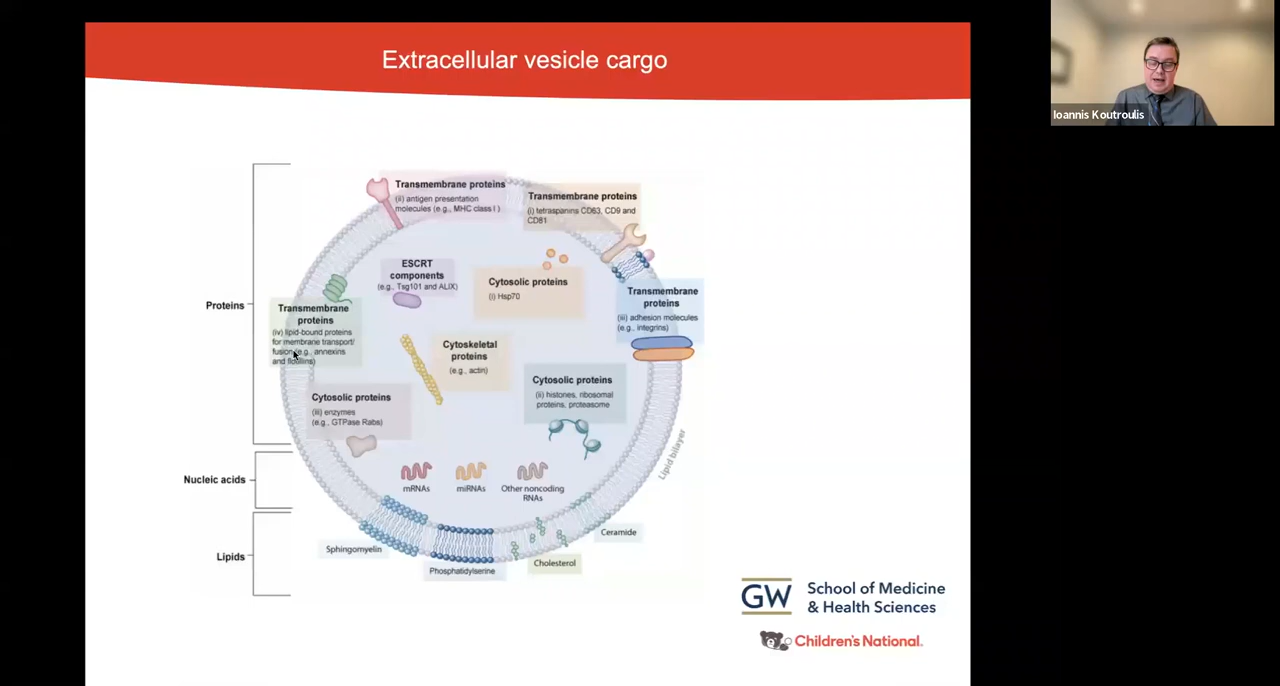 Extracellular vesicle cargo
Ioannis Koutroulis
Transmembrane proteins
(ii) antigen presentation
molecules (e.g., MHC class I )
Transmembrane proteins
(i) tetraspanins CD63, CD9 and
CD81
ESCRT
components
(e.g., Tsg101 and ALIX)
Cytosolic proteins
(i) Hsp70
Transmembrane
proteins
(iii) adhesion molecules
(e.g., integrins)
Proteins
Transmembrane
proteins
(iv) lipid-bound proteins
for membrane transport/
fusion (e.g., annexins
and flotillins)
Cytoskeletal
proteins
(e.g., actin)
Cytosolic proteins
(ii) histones, ribosomal
proteins, proteasome
Cytosolic proteins
(iii) enzymes
(e.g., GTPase Rabs)
Lipid bilayer
Nucleic acids
mRNAs
miRNAs
Other noncoding
RNAs
Lipids
Sphingomyelin
Phosphatidylserine
Cholesterol
Ceramide
GW
School of Medicine
& Health Sciences
Children's National.